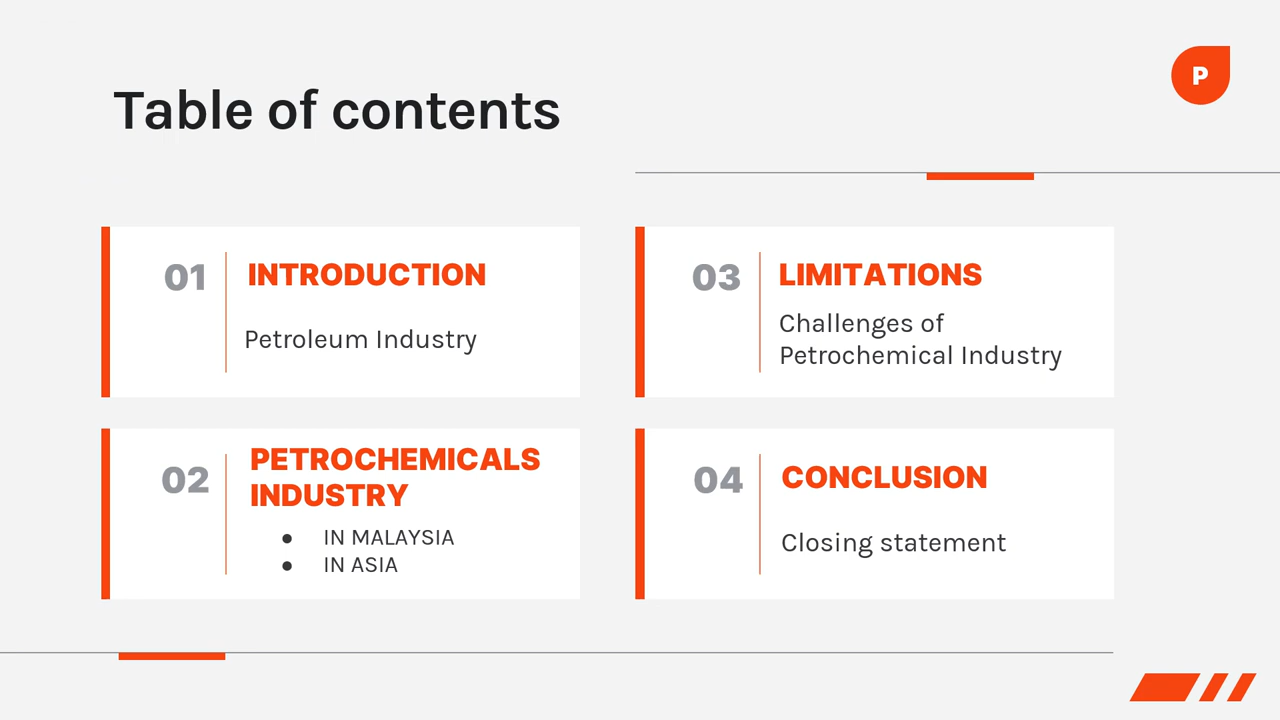 Table of contents
P
01
INTRODUCTION
Petroleum Industry
02
PETROCHEMICALS
INDUSTRY
● IN MALAYSIA
● IN ASIA
03
LIMITATIONS
Challenges of
Petrochemical Industry
04
CONCLUSION
Closing statement